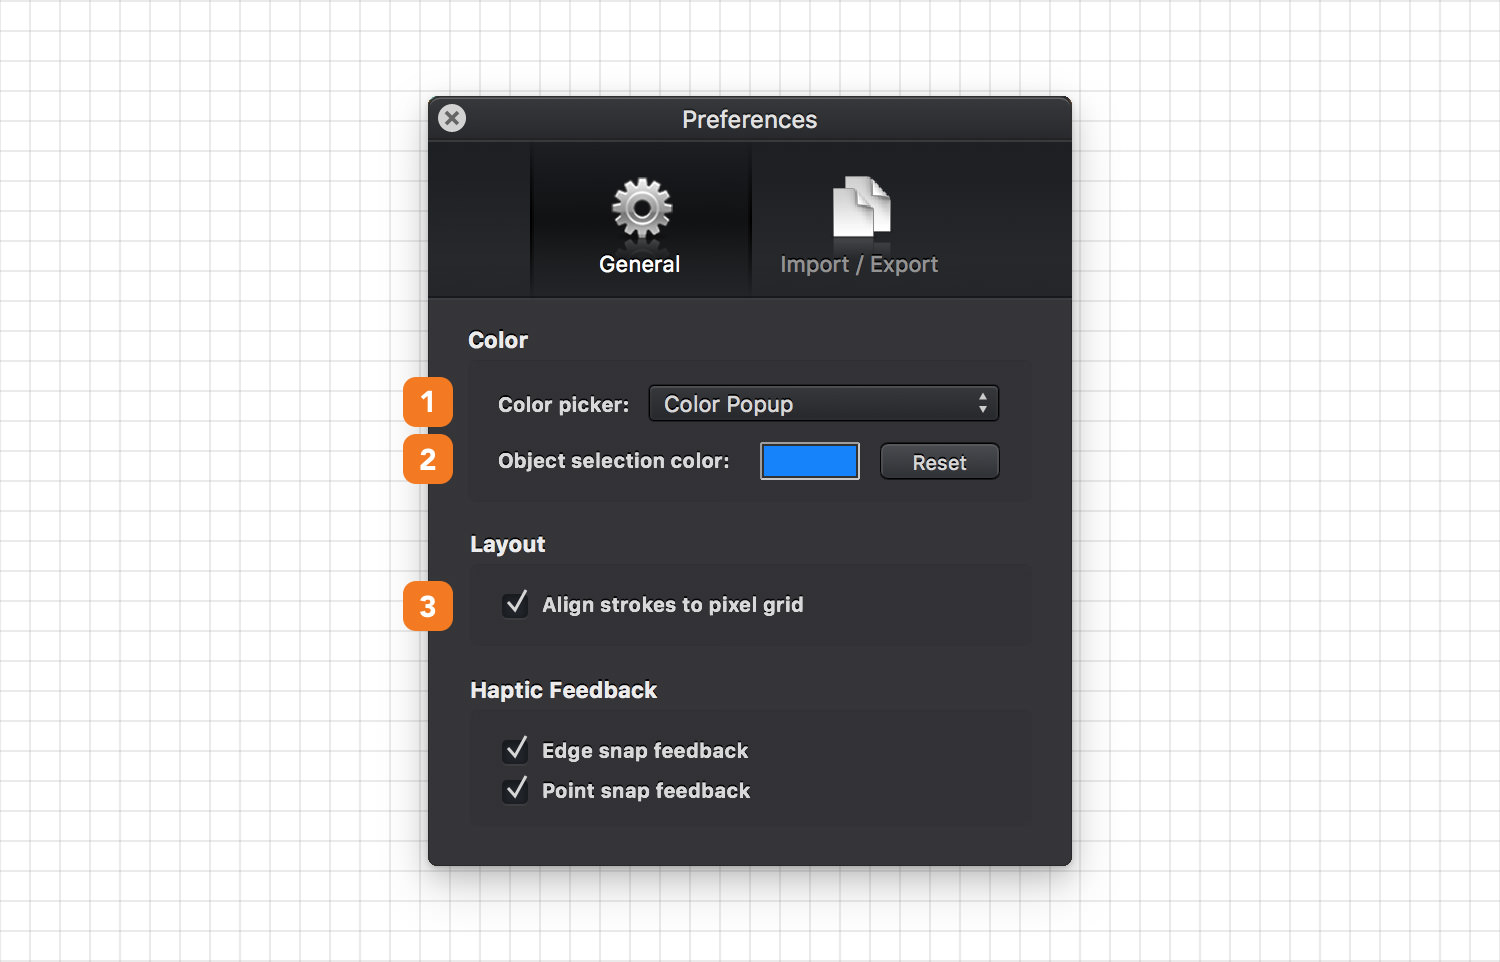 Preferences
General
Import / Export
Color
1
Color picker: Color Popup
2
Object selection color: Reset
Layout
3
Align strokes to pixel grid
Haptic Feedback
Edge snap feedback
Point snap feedback